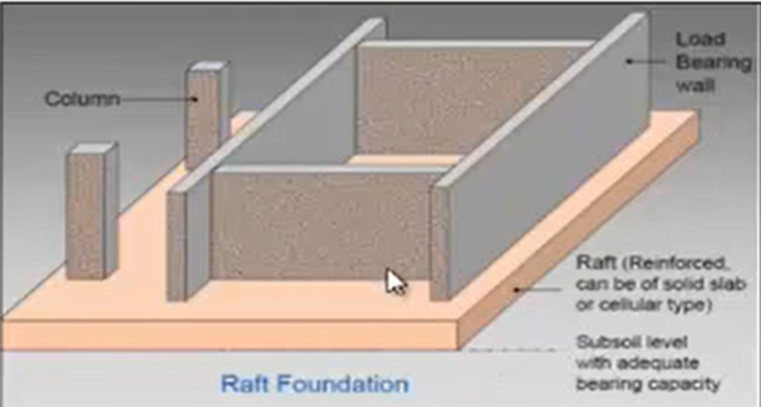 Column
Load
Bearing
wall
Raft (Reinforced,
can be of solid slab
or cellular type)
Subsoil level
with adequate
bearing capacity
Raft Foundation